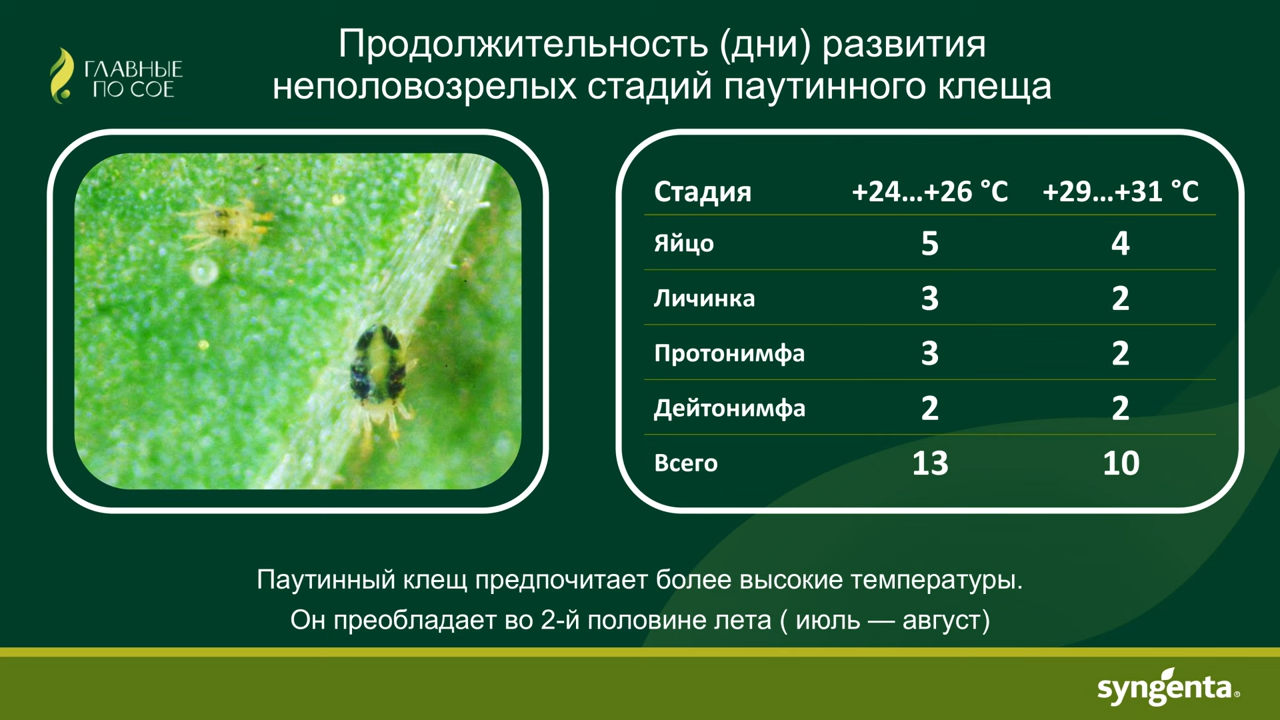 ГЛАВНЫЕ
ПО СОЕ
Продолжительность (дни) развития
неполовозрелых стадий паутинного клеща
Стадия +24...+26 °С +29...+31 °С
Яйцо 5 4
Личинка 3 2
Протонимфа 3 2
Дейтонимфа 2 2
Всего 13 10
Паутинный клещ предпочитает более высокие температуры.
Он преобладает во 2-й половине лета ( июль — август)
syngenta®